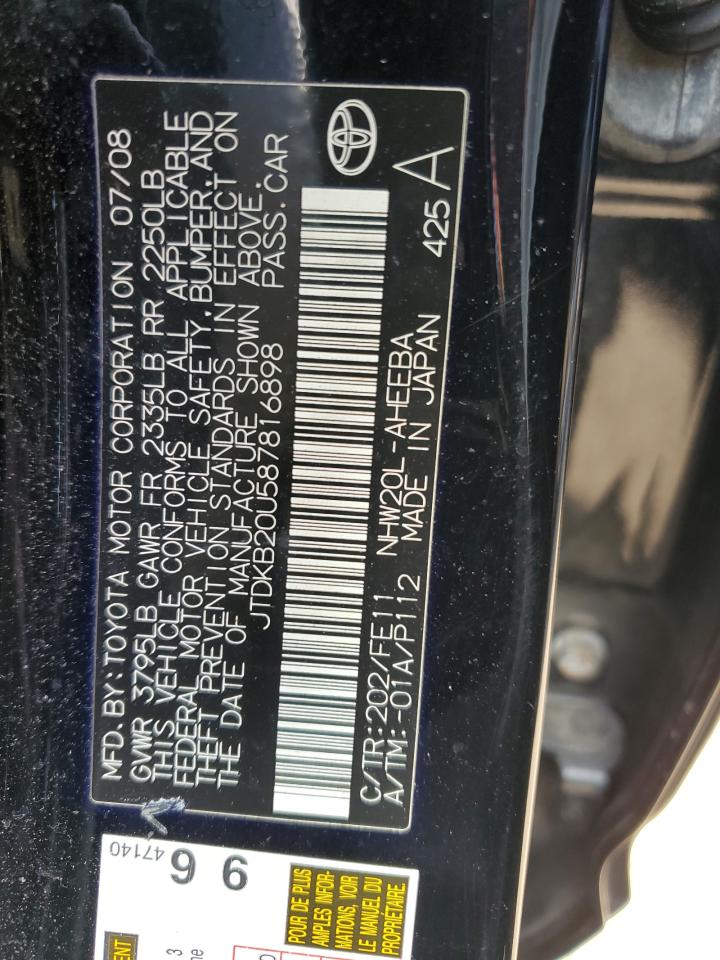 MFD. BY:TOYOTA MOTOR CORPORATION 07/08
GVWR 3795LB GAWR FR 2335LB RR 2250LB
THIS VEHICLE CONFORMS TO ALL APPLICABLE
FEDERAL MOTOR VEHICLE SAFETY, BUMPER, AND
THEFT PREVENTION STANDARDS IN EFFECT ON
THE DATE OF MANUFACTURE SHOWN ABOVE.
JTDKB20U587816898 PASS.CAR
C/TR:202/FE11 NHW20L-AHEEBA
A/TM:-01A/P112 MADE IN JAPAN 425 A
47140
9 6
POUR DE PLUS
AMPLES INFOR-
MATIONS, VOIR
LE MANUEL DU
PROPRIÉTAIRE
3